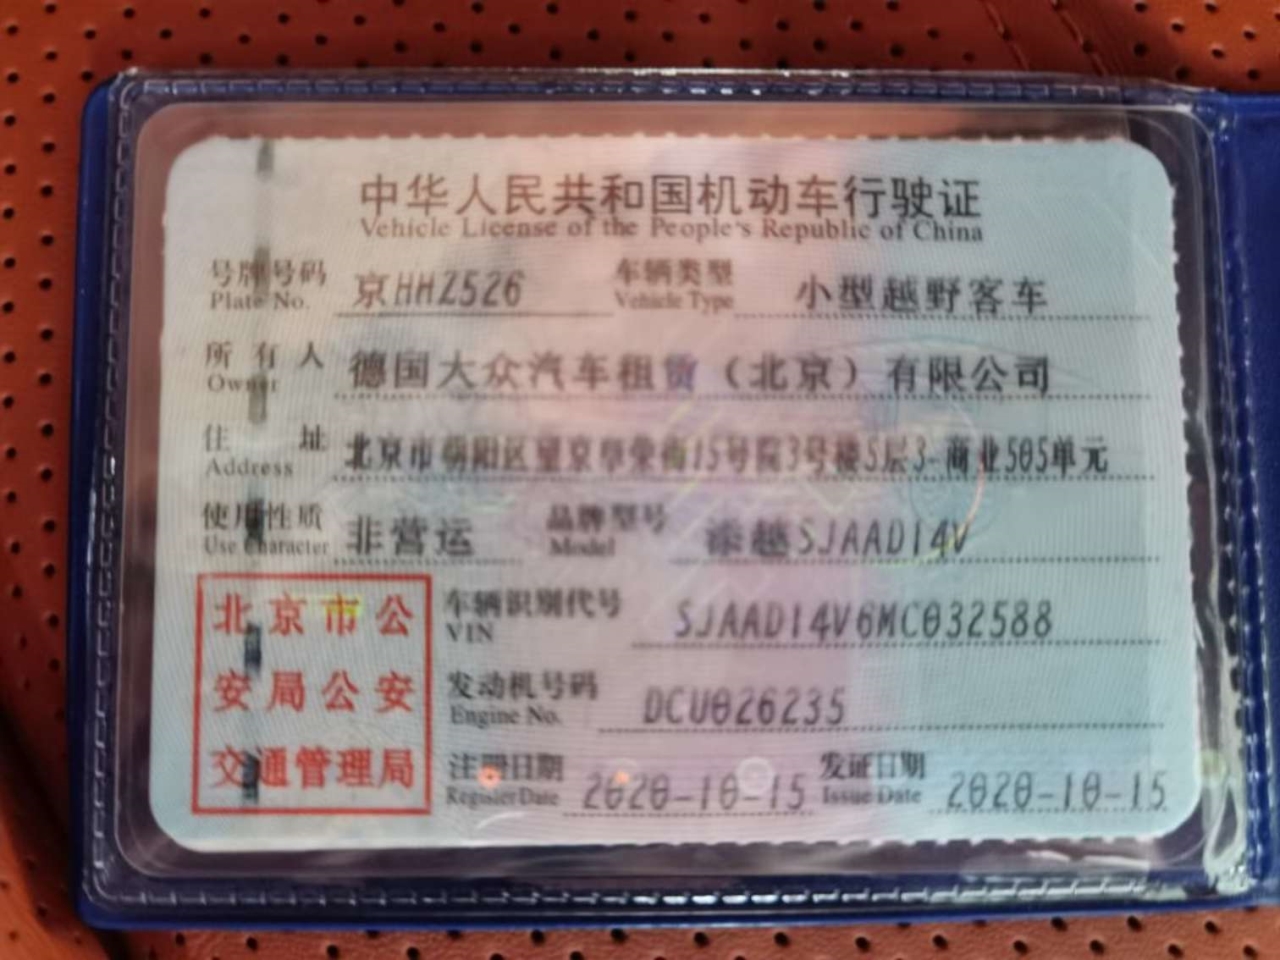 中华人民共和国机动车行驶证
Vehicle License of the People's Republic of China
号牌号码 京HHZ526 车辆类型 小型越野客车
Plate No. Vehicle Type
所有人 德国大众汽车租赁（北京）有限公司
Owner
住址 北京市朝阳区望京阜荣街15号院3号楼5层3-商业505单元
Address
使用性质 非营运 品牌型号 添越SJAAD14V
Use Character Model
北京市公
安局公安
交通管理局
车辆识别代号 SJAAD14V6MC032588
VIN
发动机号码 DCU026235
Engine No.
注册日期 2020-10-15 发证日期 2020-10-15
Register Date Issue Date